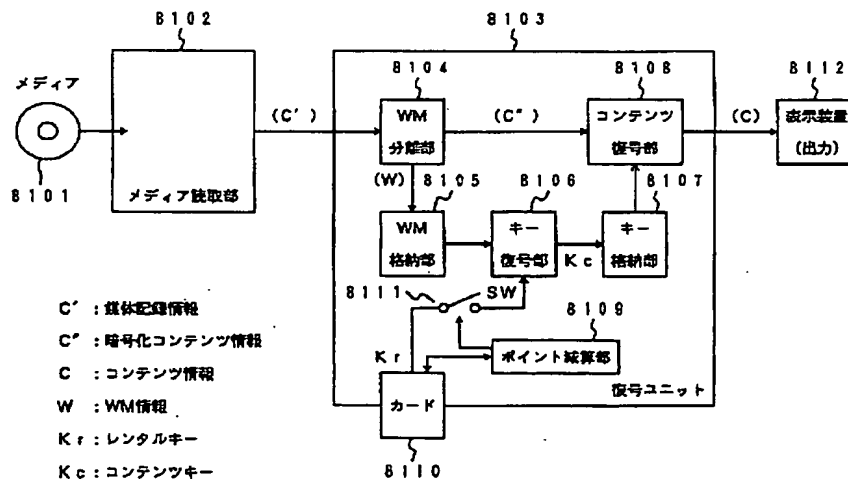 8102
8103
メディア
8104
8108
8112
(C′)
WM
分離部
(C″)
コンテンツ
復号部
(C)
表示装置
(出力)
8101
メディア読取部
(W)
8105
8106
8107
WM
格納部
キー
復号部
Kc
キー
格納部
8111
SW
8109
Kr
ポイント減算部
カード
復号ユニット
8110
C′:媒体記録情報
C″:暗号化コンテンツ情報
C:コンテンツ情報
W:WM情報
Kr:レンタルキー
Kc:コンテンツキー